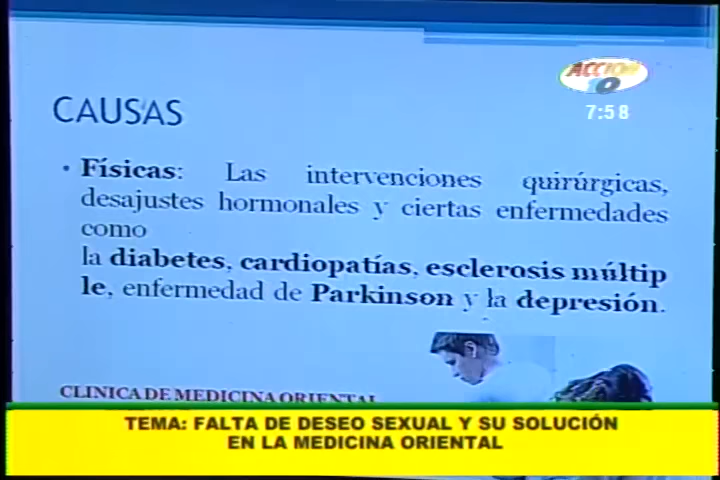 ACCION
10
7:58
CAUSAS
• Físicas: Las intervenciones quirúrgicas,
desajustes hormonales y ciertas enfermedades
como
la diabetes, cardiopatías, esclerosis múltip
le, enfermedad de Parkinson y la depresión.
CLINICA DE MEDICINA ORIENTAL
TEMA: FALTA DE DESEO SEXUAL Y SU SOLUCIÓN
EN LA MEDICINA ORIENTAL